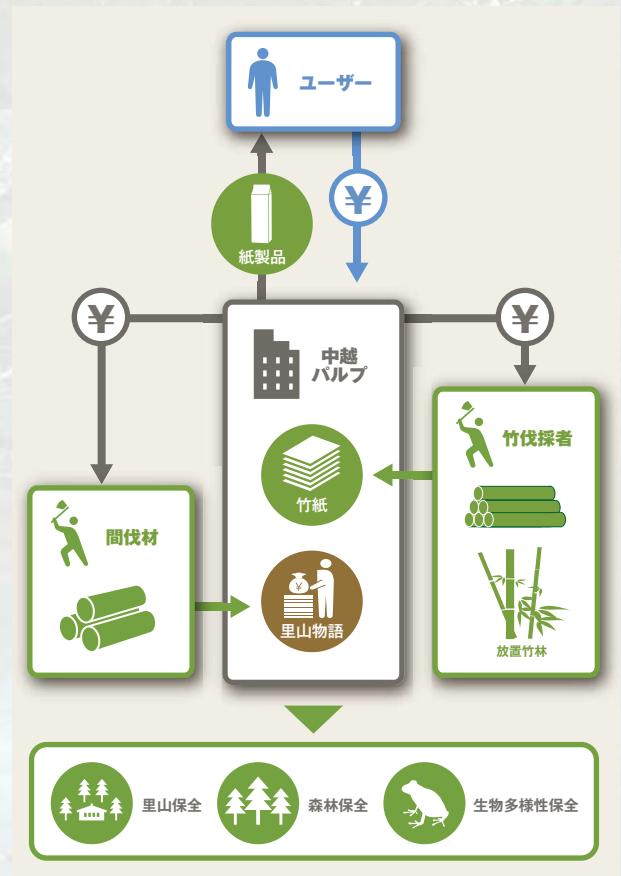 ユーザー
¥
紙製品
¥
¥
中越
パルプ
竹伐採者
竹紙
間伐材
¥
里山物語
放置竹林
里山保全
森林保全
生物多様性保全